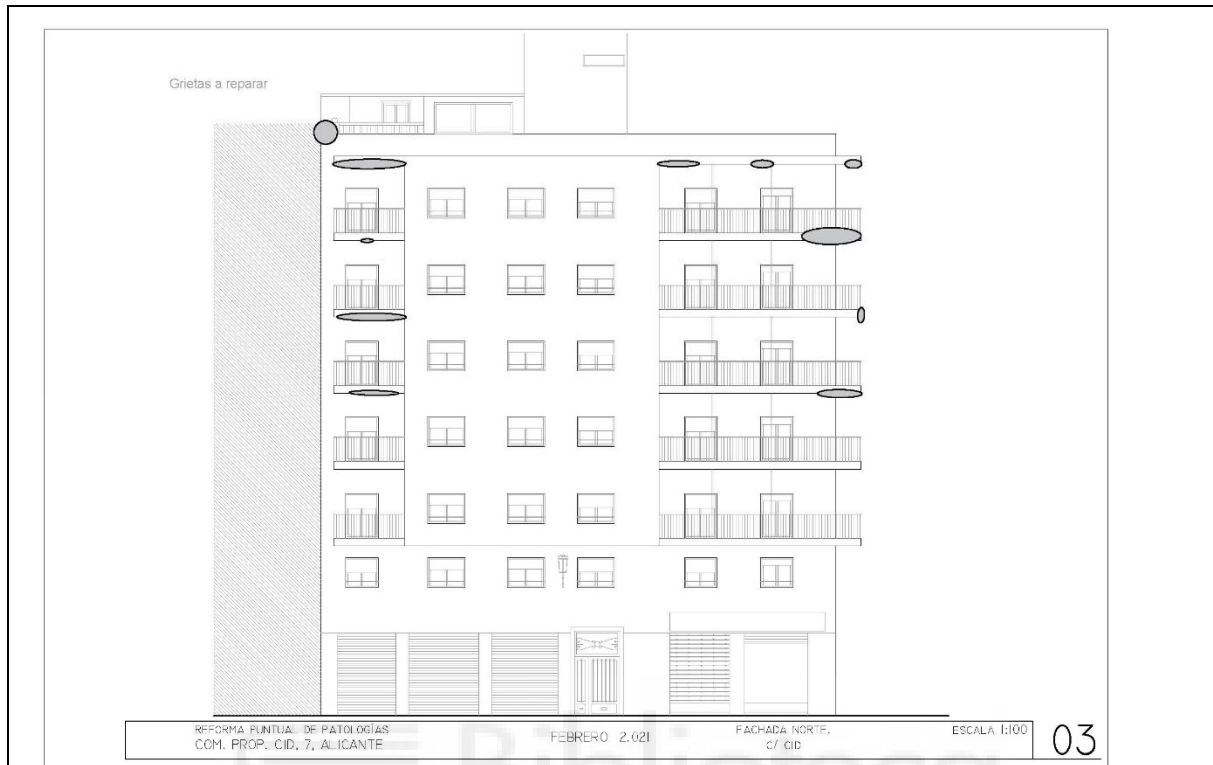 Grietas a reparar
REFORMA PUNTUAL DE PATOLOGÍAS
COM. PROP. CID, 7, ALICANTE
FEBRERO 2.021
FACHADA NORTE.
C/ CID
ESCALA 1:100
03
Biblioteca